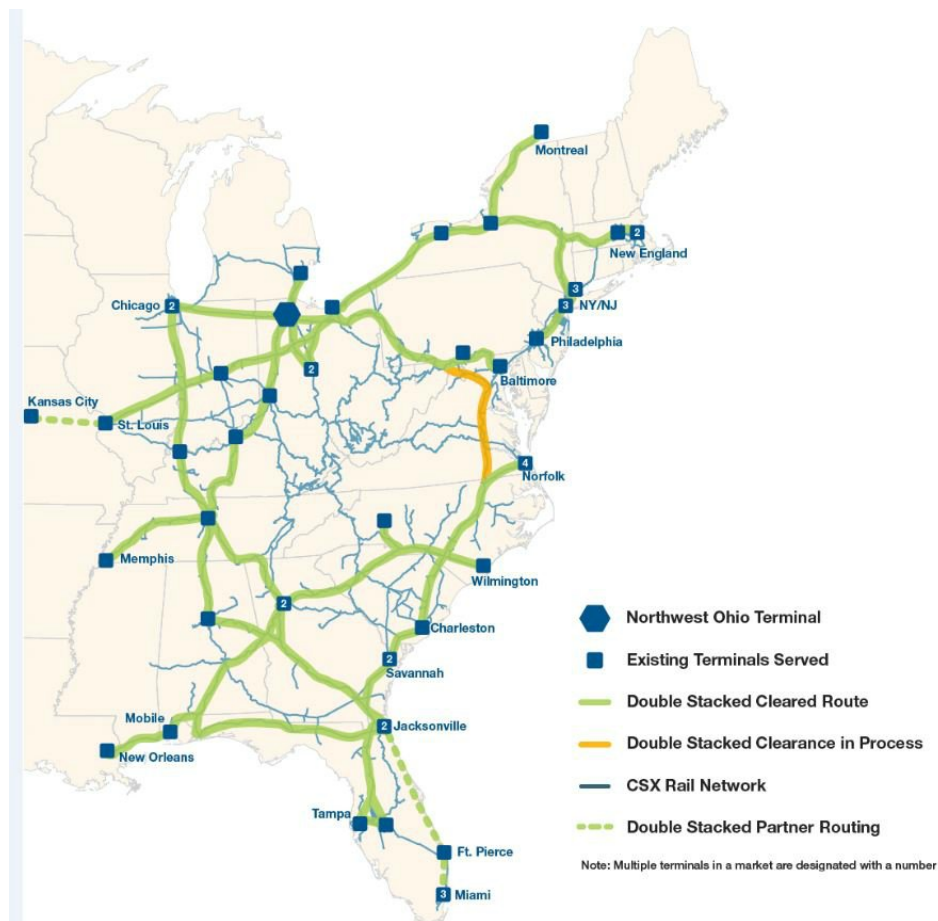 Montreal
2
New England
3
Chicago
2
3
NY/NJ
Philadelphia
2
Baltimore
Kansas City
St. Louis
4
Norfolk
Memphis
Wilmington
2
Charleston
2
Savannah
Mobile
2
Jacksonville
New Orleans
Tampa
Ft. Pierce
3
Miami
Northwest Ohio Terminal
Existing Terminals Served
Double Stacked Cleared Route
Double Stacked Clearance in Process
CSX Rail Network
Double Stacked Partner Routing
Note: Multiple terminals in a market are designated with a number